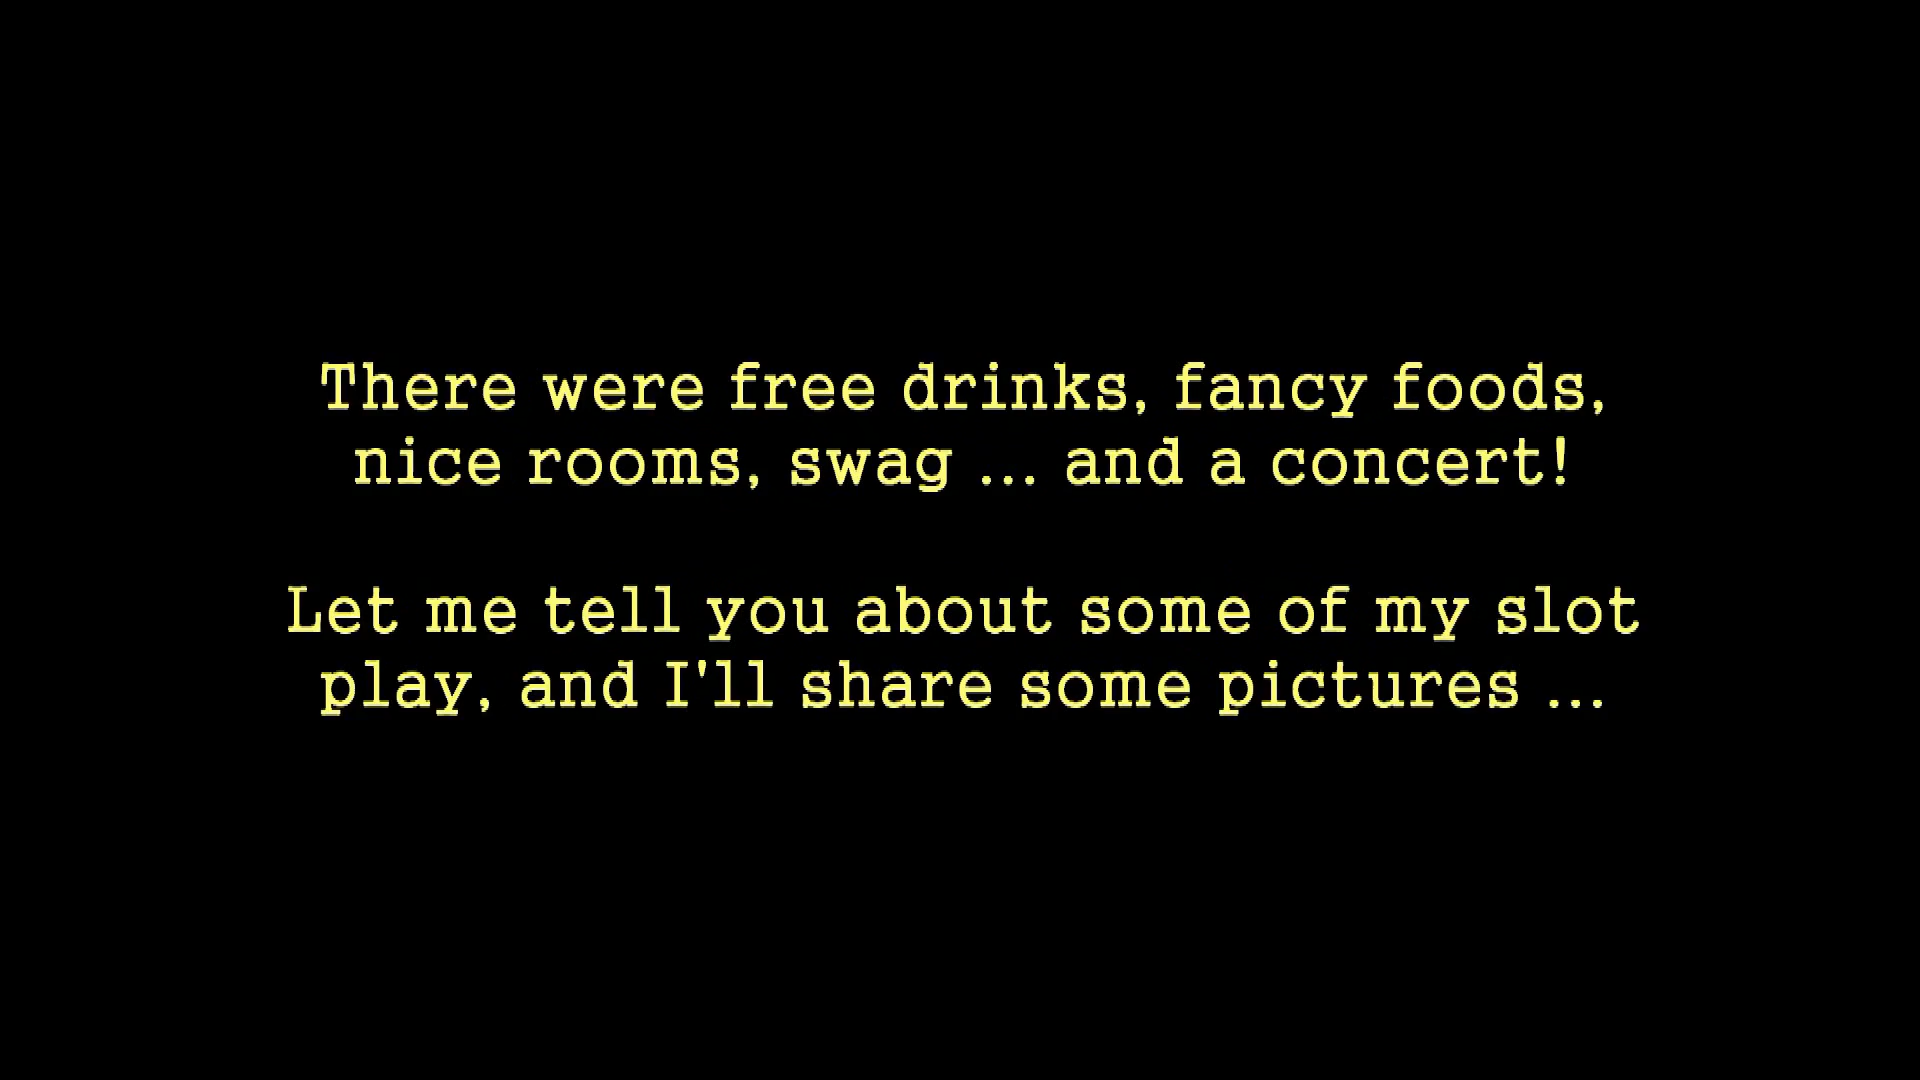 There were free drinks, fancy foods,
nice rooms, swag ... and a concert!
Let me tell you about some of my slot
play, and I'll share some pictures ...